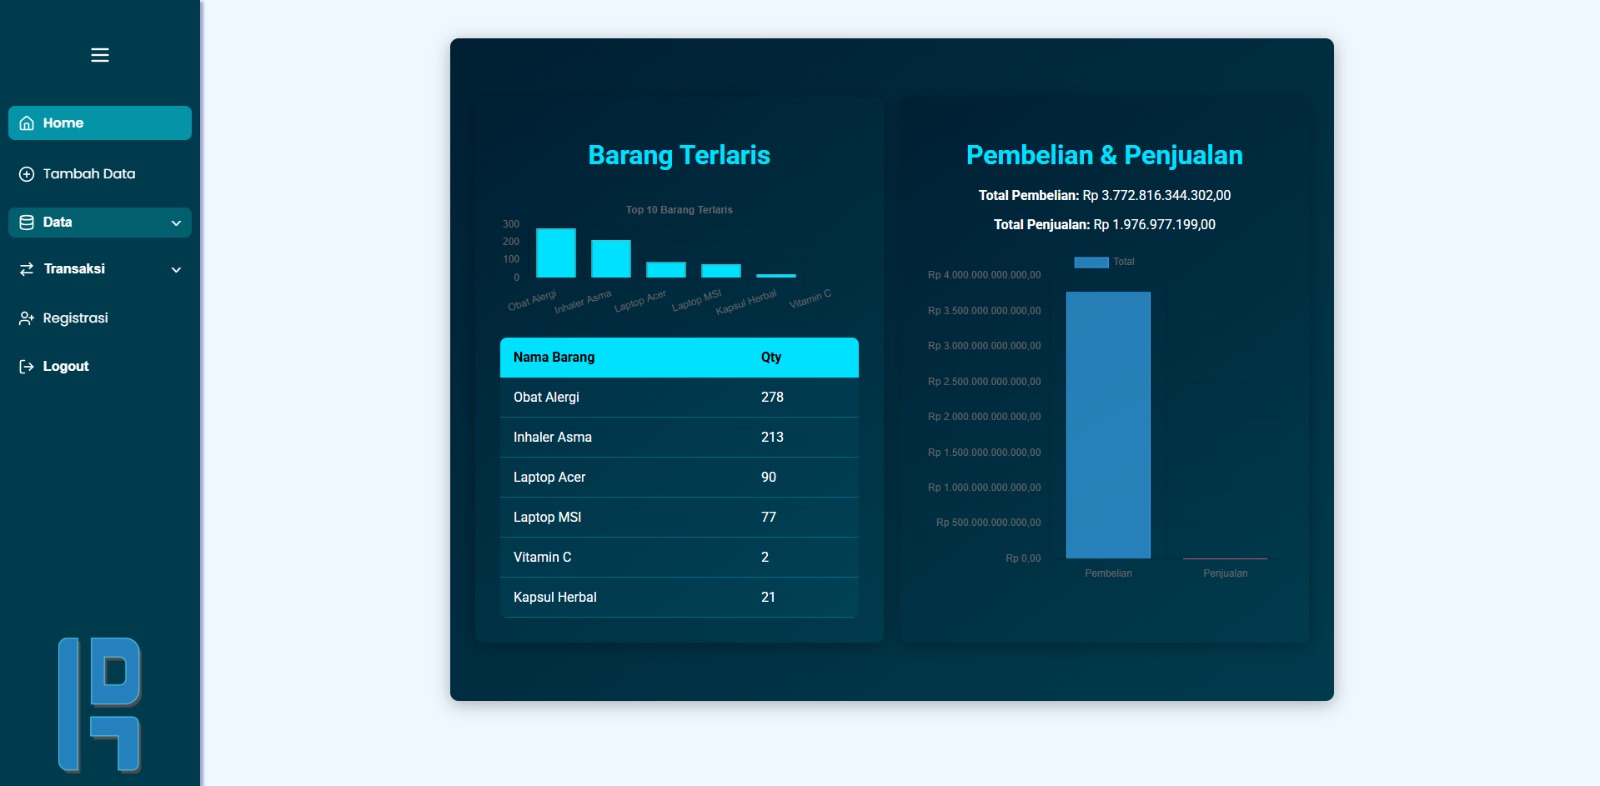 Home
Tambah Data
Data
Transaksi
Registrasi
Logout
Barang Terlaris
Top 10 Barang Terlaris
300
200
100
0
Obat Alergi
Inhaler Asma
Laptop Acer
Laptop MSI
Kapsul Herbal
Vitamin C
Nama Barang Qty
Obat Alergi 278
Inhaler Asma 213
Laptop Acer 90
Laptop MSI 77
Vitamin C 2
Kapsul Herbal 21
Pembelian & Penjualan
Total Pembelian: Rp 3.772.816.344.302,00
Total Penjualan: Rp 1.976.977.199,00
Total
Rp 4.000.000.000.000,00
Rp 3.500.000.000.000,00
Rp 3.000.000.000.000,00
Rp 2.500.000.000.000,00
Rp 2.000.000.000.000,00
Rp 1.500.000.000.000,00
Rp 1.000.000.000.000,00
Rp 500.000.000.000,00
Rp 0,00
Pembelian
Penjualan